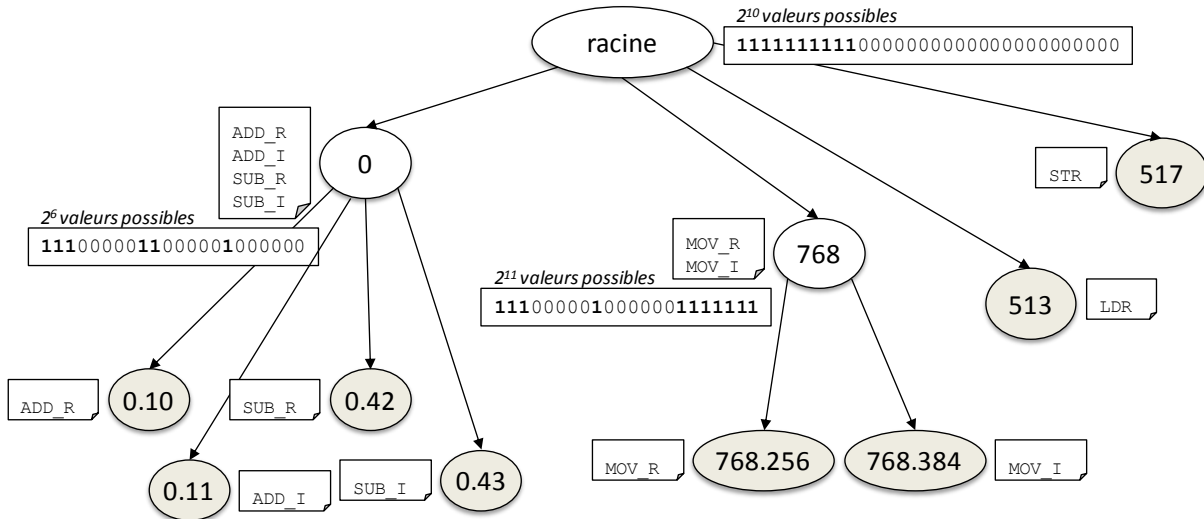 2¹⁰ valeurs possibles
11111111110000000000000000000000
racine
ADD_R
ADD_I
SUB_R
SUB_I
0
STR
517
2⁶ valeurs possibles
1110000011000001000000
MOV_R
MOV_I
768
2¹¹ valeurs possibles
1110000010000001111111
513
LDR
ADD_R
0.10
SUB_R
0.42
0.11
ADD_I
SUB_I
0.43
MOV_R
768.256
768.384
MOV_I